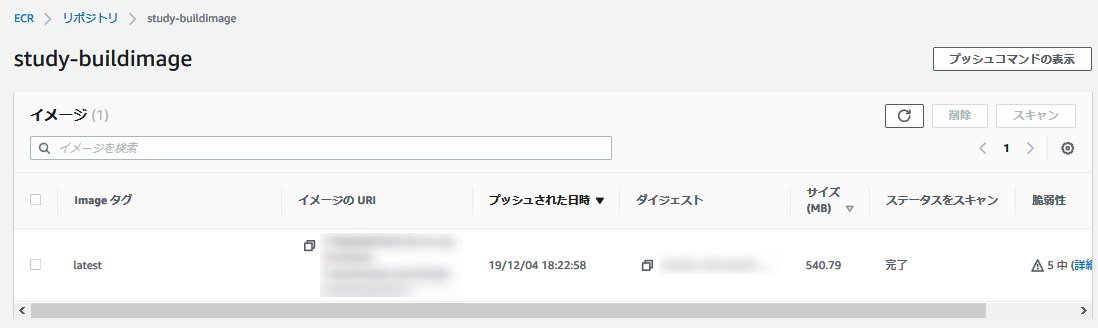 ECR > リポジトリ > study-buildimage
study-buildimage
プッシュコマンドの表示
イメージ (1)
削除
スキャン
イメージを検索
1
Image タグ
イメージの URI
プッシュされた日時
ダイジェスト
サイズ
(MB)
ステータスをスキャン
脆弱性
latest
19/12/04 18:22:58
540.79
完了
5 中 (詳細